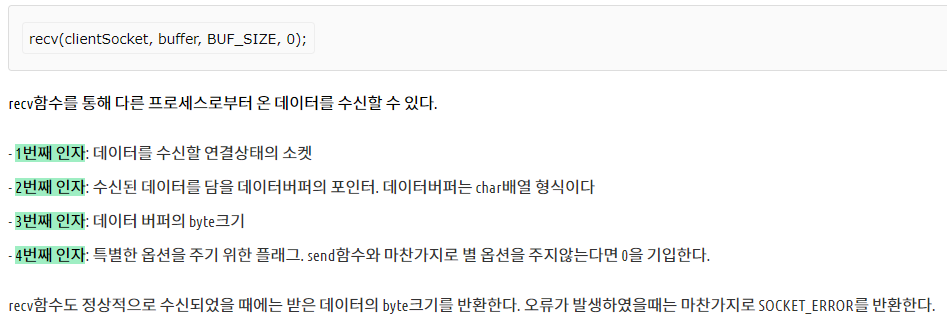 recv(clientSocket, buffer, BUF_SIZE, 0);
recv함수를 통해 다른 프로세스로부터 온 데이터를 수신할 수 있다.
- 1번째 인자: 데이터를 수신할 연결상태의 소켓
- 2번째 인자: 수신된 데이터를 담을 데이터버퍼의 포인터. 데이터버퍼는 char배열 형식이다
- 3번째 인자: 데이터 버퍼의 byte크기
- 4번째 인자: 특별한 옵션을 주기 위한 플래그. send함수와 마찬가지로 별 옵션을 주지않는다면 0을 기입한다.
recv함수도 정상적으로 수신되었을 때에는 받은 데이터의 byte크기를 반환한다. 오류가 발생하였을때는 마찬가지로 SOCKET_ERROR를 반환한다.